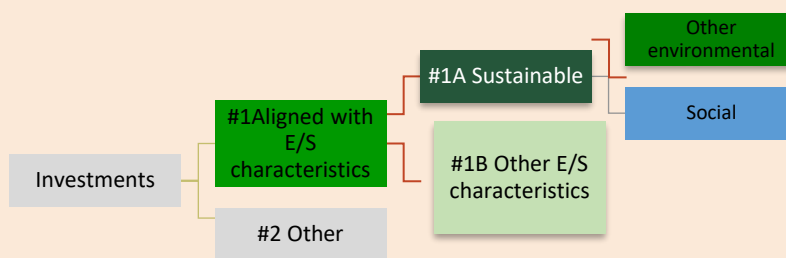 Other
environmental
#1A Sustainable
#1Aligned with
E/S
characteristics
Social
#1B Other E/S
characteristics
Investments
#2 Other